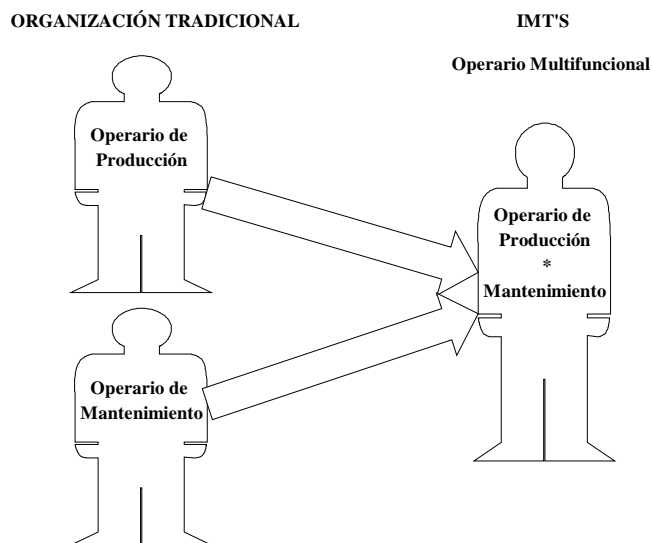 ORGANIZACIÓN TRADICIONAL
IMT'S
Operario Multifuncional
Operario de
Producción
Operario de
Producción
*
Mantenimiento
Operario de
Mantenimiento